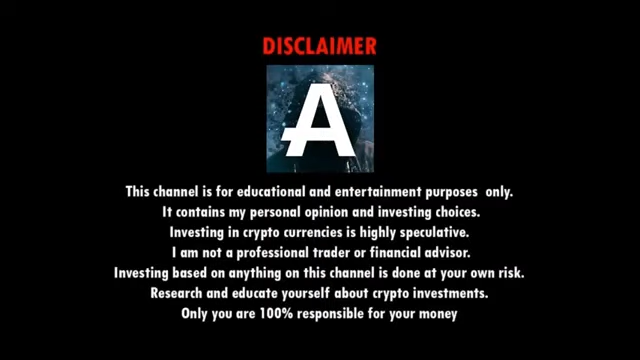 DISCLAIMER
A
This channel is for educational and entertainment purposes only.
It contains my personal opinion and investing choices.
Investing in crypto currencies is highly speculative.
I am not a professional trader or financial advisor.
Investing based on anything on this channel is done at your own risk.
Research and educate yourself about crypto investments.
Only you are 100% responsible for your money